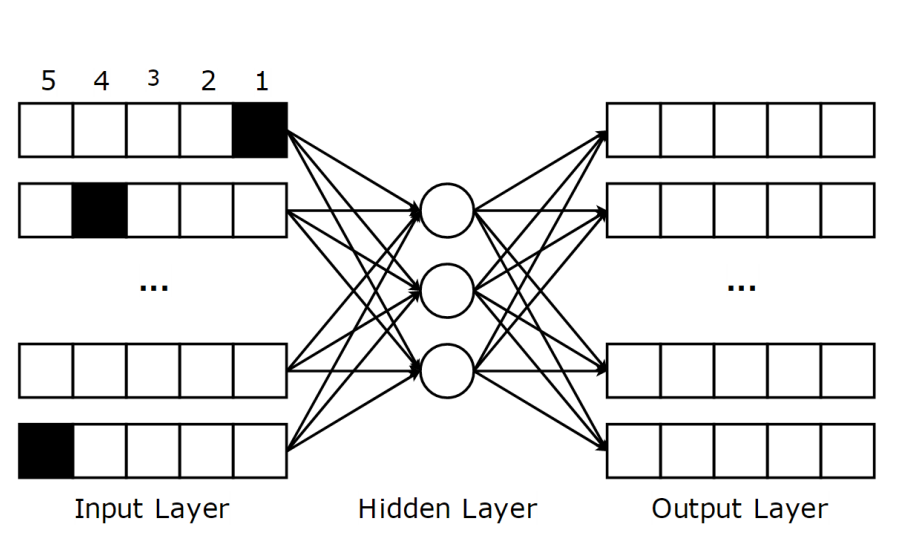 5 4 3 2 1
... ...
Input Layer Hidden Layer Output Layer